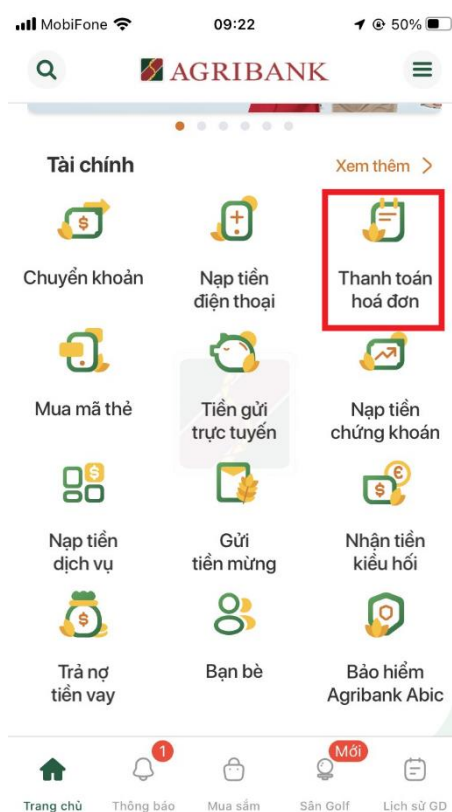 MobiFone
09:22
50%
AGRIBANK
Tài chính
Xem thêm >
Chuyển khoản
Nạp tiền
điện thoại
Thanh toán
hoá đơn
Mua mã thẻ
Tiền gửi
trực tuyến
Nạp tiền
chứng khoán
Nạp tiền
dịch vụ
Gửi
tiền mừng
Nhận tiền
kiều hối
Trả nợ
tiền vay
Bạn bè
Bảo hiểm
Agribank Abic
1
Mới
Trang chủ
Thông báo
Mua sắm
Sân Golf
Lịch sử GD